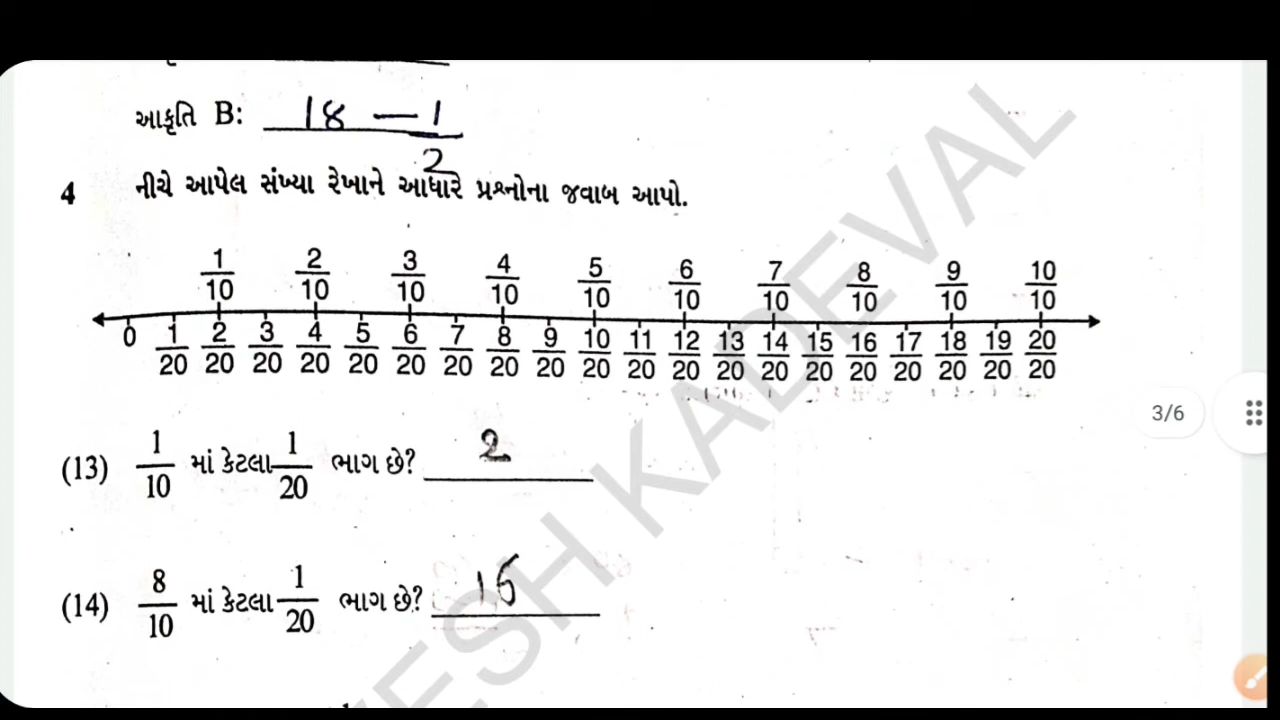 આકૃતિ B: 18 — 1/2
4 નીચે આપેલ સંખ્યા રેખાને આધારે પ્રશ્નોના જવાબ આપો.
1/10 2/10 3/10 4/10 5/10 6/10 7/10 8/10 9/10 10/10
0 1/20 2/20 3/20 4/20 5/20 6/20 7/20 8/20 9/20 10/20 11/20 12/20 13/20 14/20 15/20 16/20 17/20 18/20 19/20 20/20
3/6
(13) 1/10 માં કેટલા 1/20 ભાગ છે? 2
(14) 8/10 માં કેટલા 1/20 ભાગ છે? 16
ESH KADEVAL